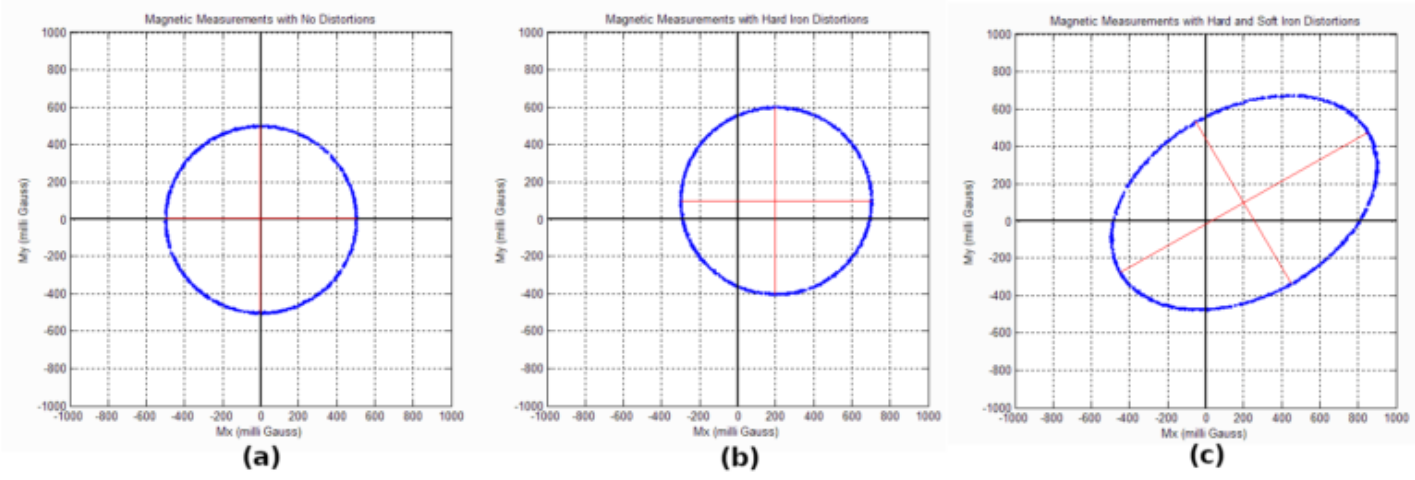 Magnetic Measurements with No Distortions
1000
800
600
400
200
0
-200
-400
-600
-800
-1000
My (milli Gauss)
-1000 -800 -600 -400 -200 0 200 400 600 800 1000
Mx (milli Gauss)
(a)
Magnetic Measurements with Hard Iron Distortions
1000
800
600
400
200
0
-200
-400
-600
-800
-1000
My (milli Gauss)
-1000 -800 -600 -400 -200 0 200 400 600 800 1000
Mx (milli Gauss)
(b)
Magnetic Measurements with Hard and Soft Iron Distortions
1000
800
600
400
200
0
-200
-400
-600
-800
-1000
My (milli Gauss)
-1000 -800 -600 -400 -200 0 200 400 600 800 1000
Mx (milli Gauss)
(c)